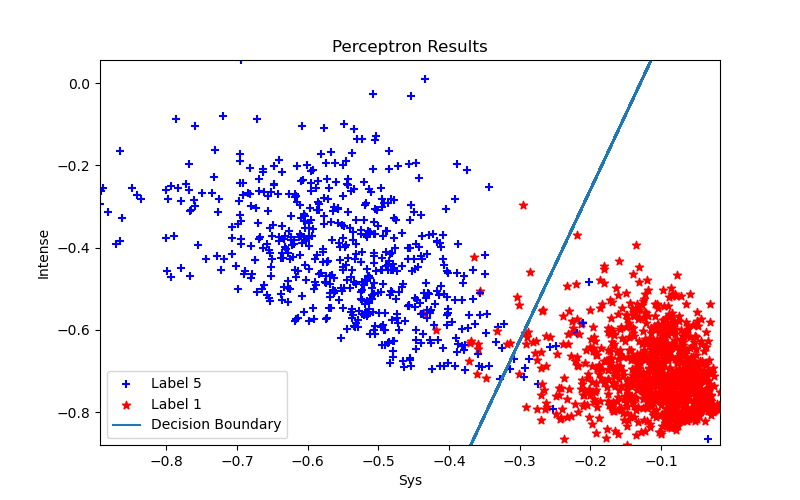 Perceptron Results
Intense
0.0
−0.2
−0.4
−0.6
−0.8
Label 5
Label 1
Decision Boundary
−0.8 −0.7 −0.6 −0.5 −0.4 −0.3 −0.2 −0.1
Sys